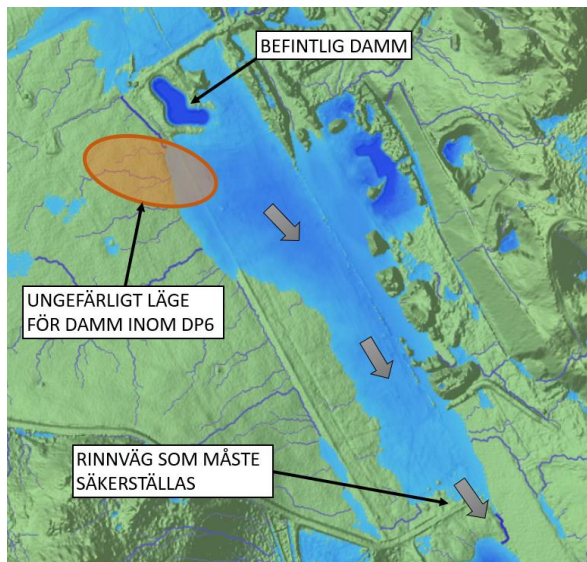 BEFINTLIG DAMM
UNGEFÄRLIGT LÄGE
FÖR DAMM INOM DP6
RINNVÄG SOM MÅSTE
SÄKERSTÄLLAS